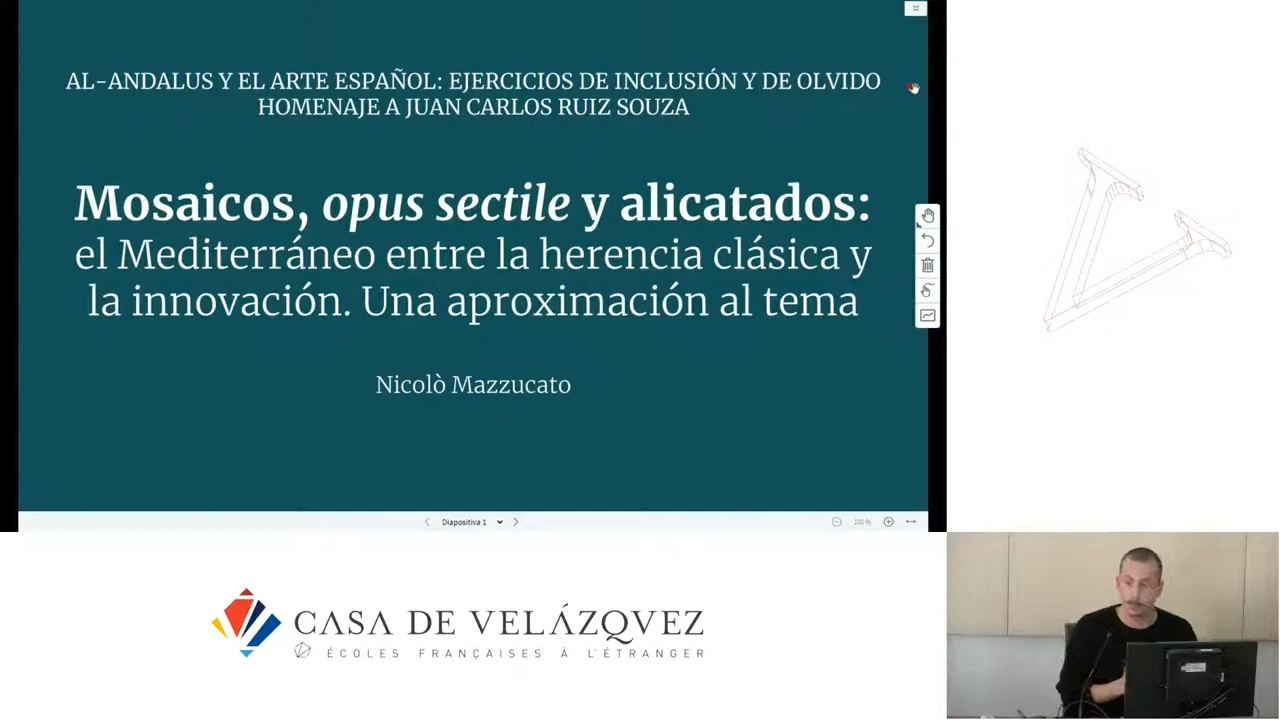 AL-ANDALUS Y EL ARTE ESPAÑOL: EJERCICIOS DE INCLUSIÓN Y DE OLVIDO
HOMENAJE A JUAN CARLOS RUIZ SOUZA
Mosaicos, opus sectile y alicatados:
el Mediterráneo entre la herencia clásica y
la innovación. Una aproximación al tema
Nicolò Mazzucato
Diapositiva 1
100 %
CASA DE VELÁZQVEZ
ÉCOLES FRANÇAISES À L'ÉTRANGER